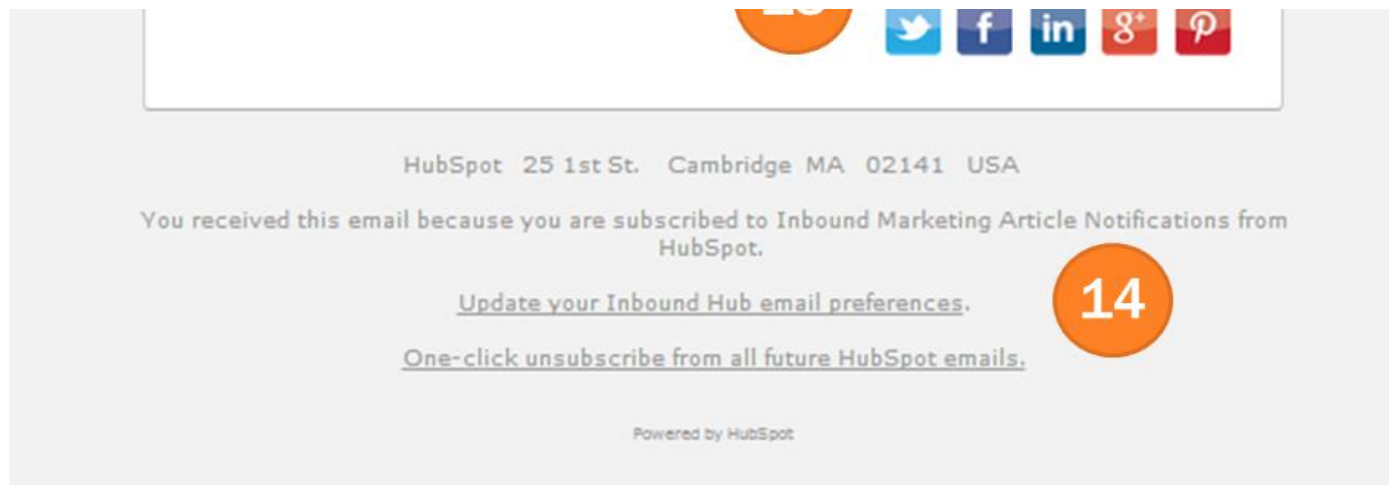 f in g+
HubSpot 25 1st St. Cambridge MA 02141 USA
You received this email because you are subscribed to Inbound Marketing Article Notifications from
HubSpot.
14
Update your Inbound Hub email preferences.
One-click unsubscribe from all future HubSpot emails.
Powered by HubSpot